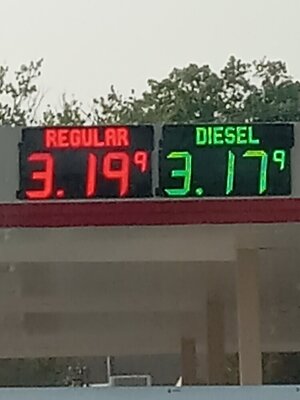 REGULAR
3.19 9
DIESEL
3.17 9